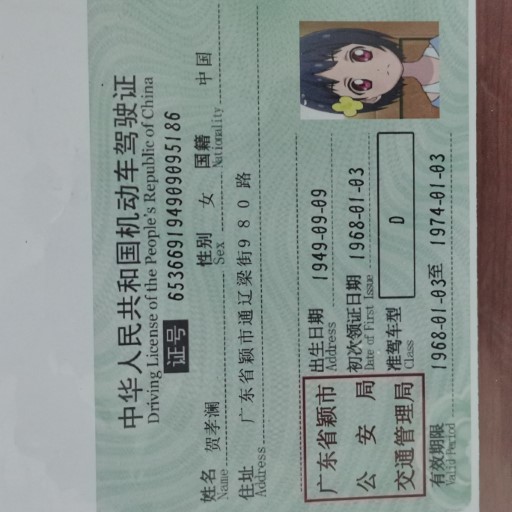 中华人民共和国机动车驾驶证
Driving License of the People's Republic of China
证号 653669194909095186
姓名 贺孝澜 性别 女 国籍 中国
Name Sex Nationality
住址 广东省颖市通辽梁街980路
Address
出生日期 1949-09-09
Address
初次领证日期 1968-01-03
Date of First Issue
准驾车型 D
Class
广东省颖市
公安局
交通管理局
有效期限 1968-01-03至 1974-01-03
Valid Period